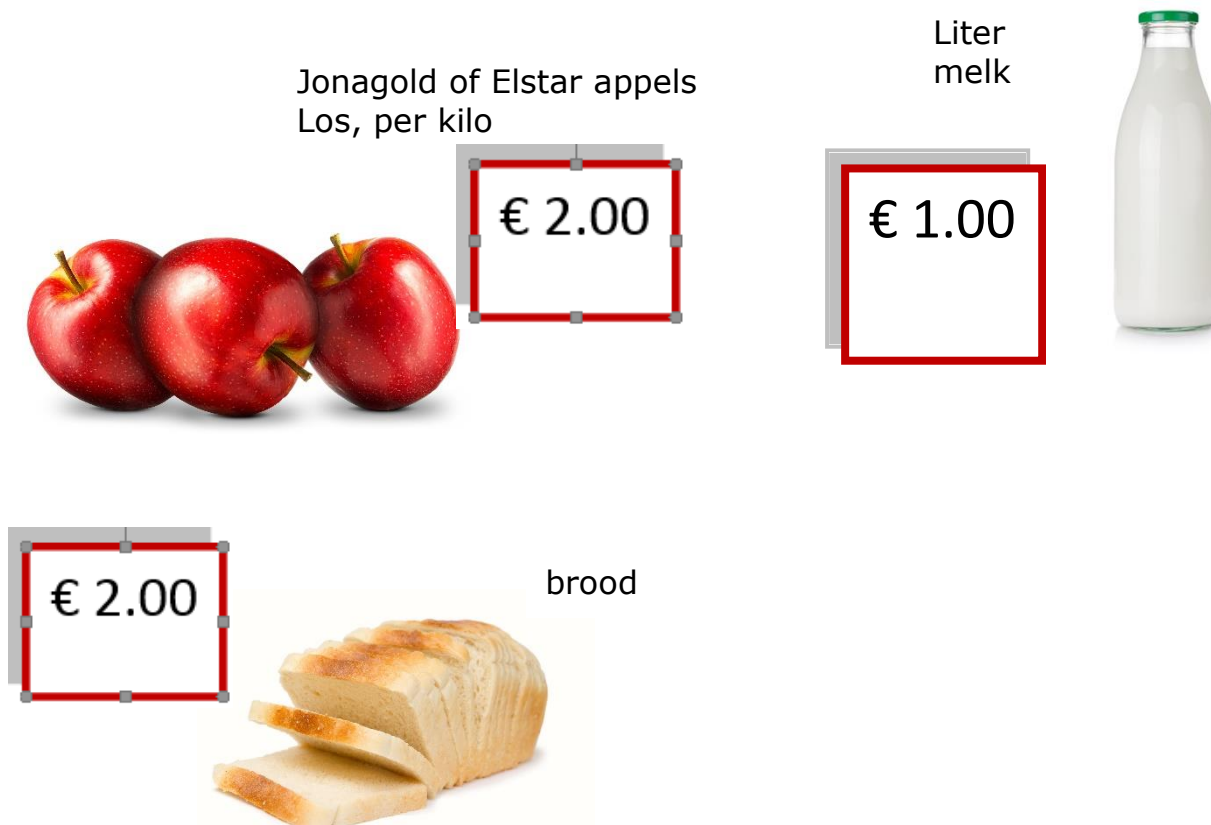 Liter
melk
Jonagold of Elstar appels
Los, per kilo
€ 2.00
€ 1.00
€ 2.00
brood